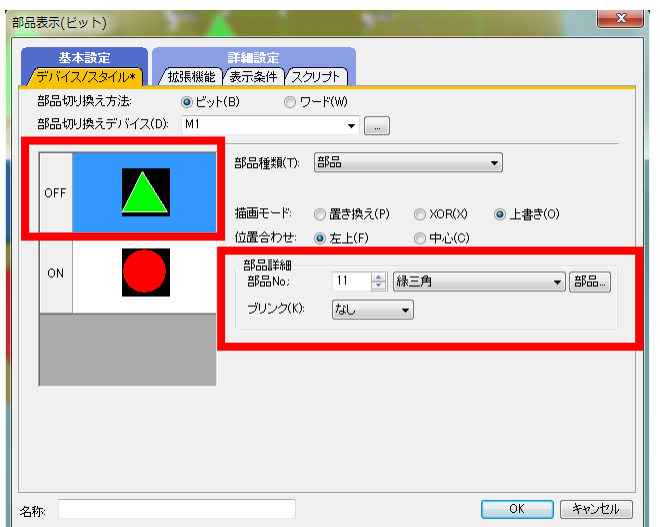 部品表示(ビット)
基本設定 詳細設定
デバイス/スタイル* 拡張機能 表示条件 スクリプト
部品切り換え方法: ビット(B) ワード(W)
部品切り換えデバイス(D): M1 ...
部品種類(T): 部品
OFF
描画モード: 置き換え(P) XOR(X) 上書き(O)
位置合わせ: 左上(F) 中心(C)
部品詳細
ON
部品No.: 11 緑三角 部品...
ブリンク(K): なし
名称:
OK キャンセル